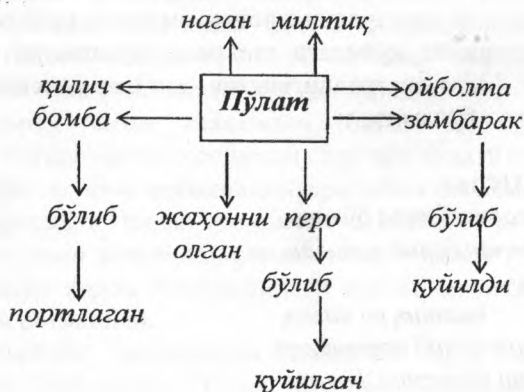 наган милтиқ
қилич Пўлат ойболта
бомба замбарак
бўлиб жаҳонни перо бўлиб
олган
бўлиб қуйилди
портлаган
қуйилгач